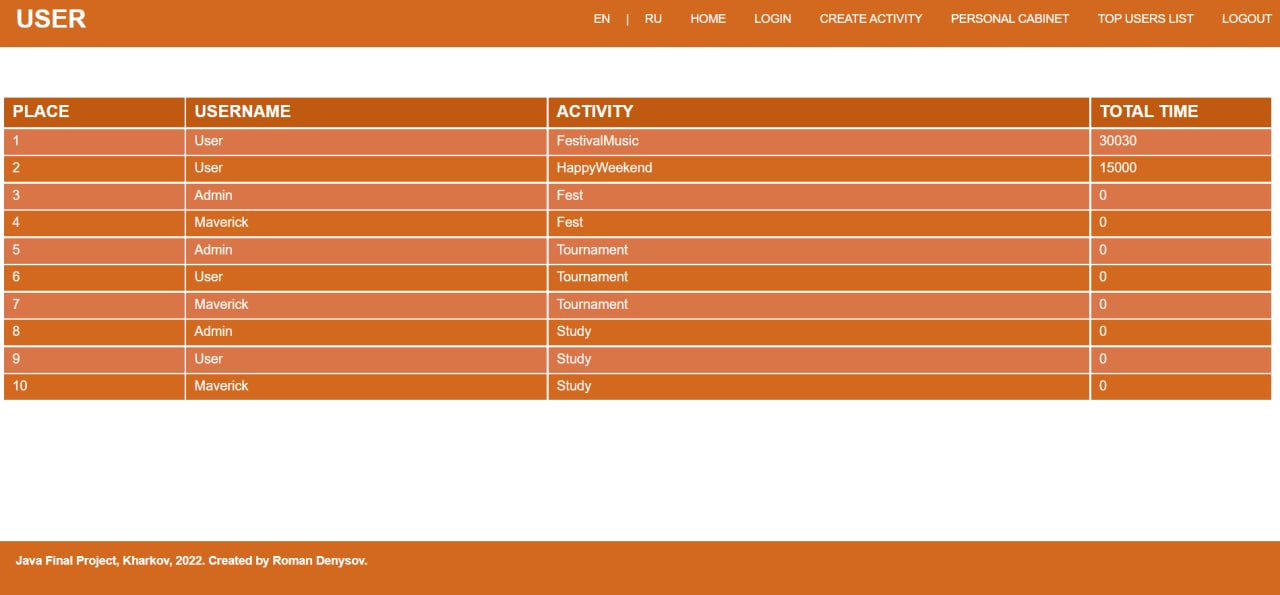 USER EN | RU HOME LOGIN CREATE ACTIVITY PERSONAL CABINET TOP USERS LIST LOGOUT
PLACE USERNAME ACTIVITY TOTAL TIME
1 User FestivalMusic 30030
2 User HappyWeekend 15000
3 Admin Fest 0
4 Maverick Fest 0
5 Admin Tournament 0
6 User Tournament 0
7 Maverick Tournament 0
8 Admin Study 0
9 User Study 0
10 Maverick Study 0
Java Final Project, Kharkov, 2022. Created by Roman Denysov.